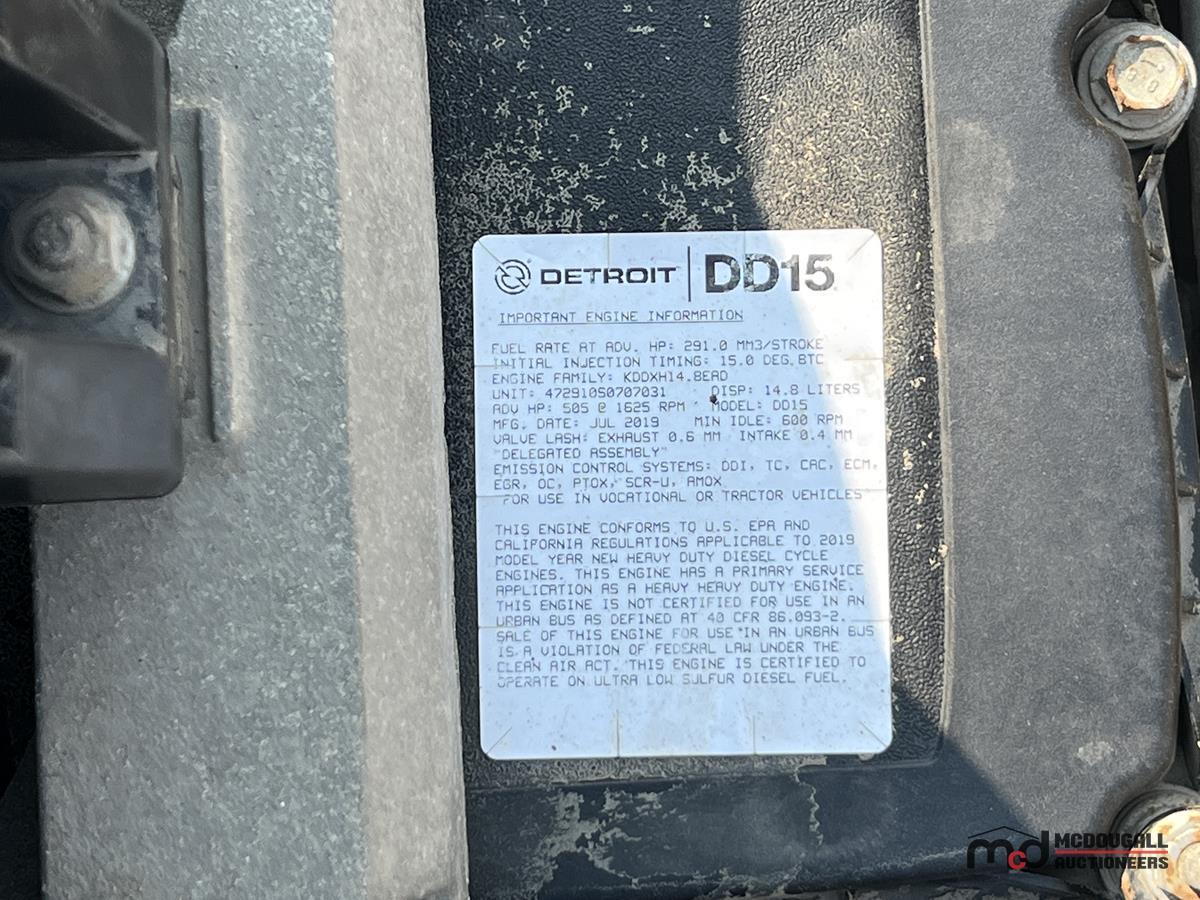 DETROIT DD15
IMPORTANT ENGINE INFORMATION
FUEL RATE AT ADV. HP: 291.0 MM3/STROKE
INITIAL INJECTION TIMING: 15.0 DEG.BTC
ENGINE FAMILY: KDDXH14.8EAD
UNIT: 472910S0707031 DISP: 14.8 LITERS
ADV HP: 505 @ 1625 RPM MODEL: DD15
MFG. DATE: JUL 2019 MIN IDLE: 600 RPM
VALVE LASH: EXHAUST 0.6 MM INTAKE 0.4 MM
"DELEGATED ASSEMBLY"
EMISSION CONTROL SYSTEMS: DDI, TC, CAC, ECM,
EGR, OC, PTOX, SCR-U, AMOX
FOR USE IN VOCATIONAL OR TRACTOR VEHICLES
THIS ENGINE CONFORMS TO U.S. EPA AND
CALIFORNIA REGULATIONS APPLICABLE TO 2019
MODEL YEAR NEW HEAVY DUTY DIESEL CYCLE
ENGINES. THIS ENGINE HAS A PRIMARY SERVICE
APPLICATION AS A HEAVY HEAVY DUTY ENGINE.
THIS ENGINE IS NOT CERTIFIED FOR USE IN AN
URBAN BUS AS DEFINED AT 40 CFR 86.093-2.
SALE OF THIS ENGINE FOR USE IN AN URBAN BUS
IS A VIOLATION OF FEDERAL LAW UNDER THE
CLEAN AIR ACT. THIS ENGINE IS CERTIFIED TO
OPERATE ON ULTRA LOW SULFUR DIESEL FUEL.
mcd MCDOUGALL
AUCTIONEERS